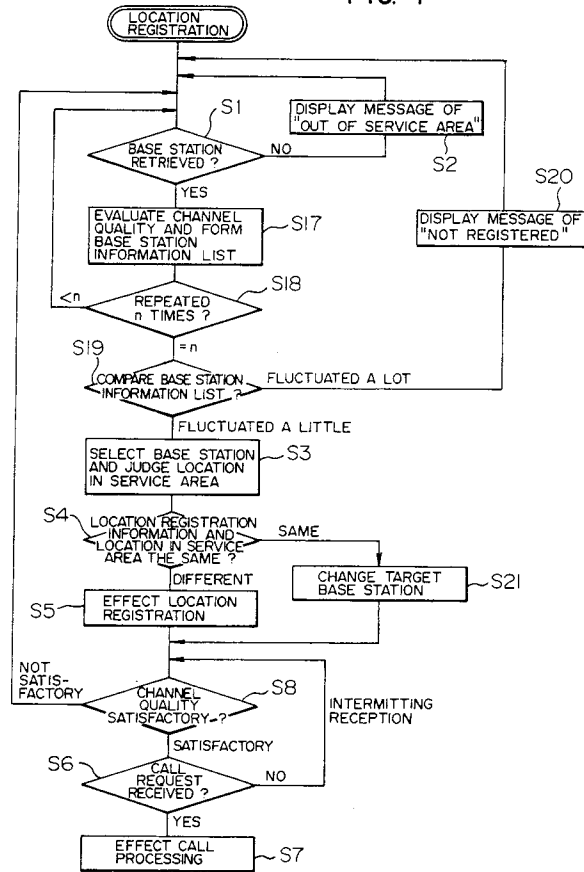 LOCATION
REGISTRATION
S1
BASE STATION
RETRIEVED ?
NO
DISPLAY MESSAGE OF
"OUT OF SERVICE AREA"
S2
YES
EVALUATE CHANNEL
QUALITY AND FORM
BASE STATION
INFORMATION LIST
S17
DISPLAY MESSAGE OF
"NOT REGISTERED"
S20
<n
REPEATED
n TIMES ?
S18
=n
S19
COMPARE BASE STATION
INFORMATION LIST ?
FLUCTUATED A LOT
FLUCTUATED A LITTLE
SELECT BASE STATION
AND JUDGE LOCATION
IN SERVICE AREA
S3
S4
LOCATION REGISTRATION
INFORMATION AND
LOCATION IN SERVICE
AREA THE SAME ?
SAME
DIFFERENT
CHANGE TARGET
BASE STATION
S21
S5
EFFECT LOCATION
REGISTRATION
NOT
SATIS-
FACTORY
CHANNEL
QUALITY
SATISFACTORY ?
S8
INTERMITTING
RECEPTION
SATISFACTORY
S6
CALL
REQUEST
RECEIVED ?
NO
YES
EFFECT CALL
PROCESSING
S7